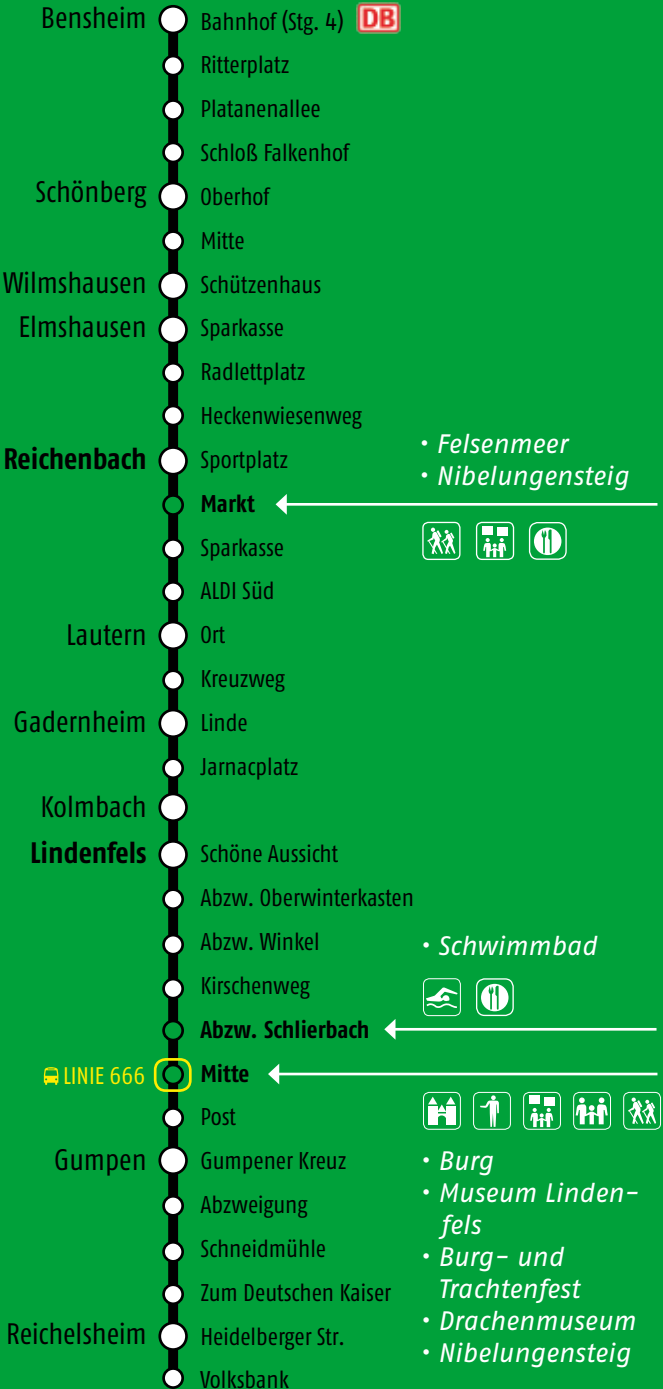 Bensheim Bahnhof (Stg. 4) DB
Ritterplatz
Platanenallee
Schloß Falkenhof
Schönberg Oberhof
Mitte
Wilmshausen Schützenhaus
Elmshausen Sparkasse
Radlettplatz
Heckenwiesenweg
Reichenbach Sportplatz
• Felsenmeer
• Nibelungensteig
Markt
Sparkasse
ALDI Süd
Lautern Ort
Kreuzweg
Gadernheim Linde
Jarnacplatz
Kolmbach
Lindenfels Schöne Aussicht
Abzw. Oberwinterkasten
Abzw. Winkel
• Schwimmbad
Kirschenweg
Abzw. Schlierbach
LINIE 666 Mitte
Post
Gumpen Gumpener Kreuz
Abzweigung
Schneidmühle
Zum Deutschen Kaiser
Reichelsheim Heidelberger Str.
Volksbank
• Burg
• Museum Linden-
fels
• Burg- und
Trachtenfest
• Drachenmuseum
• Nibelungensteig